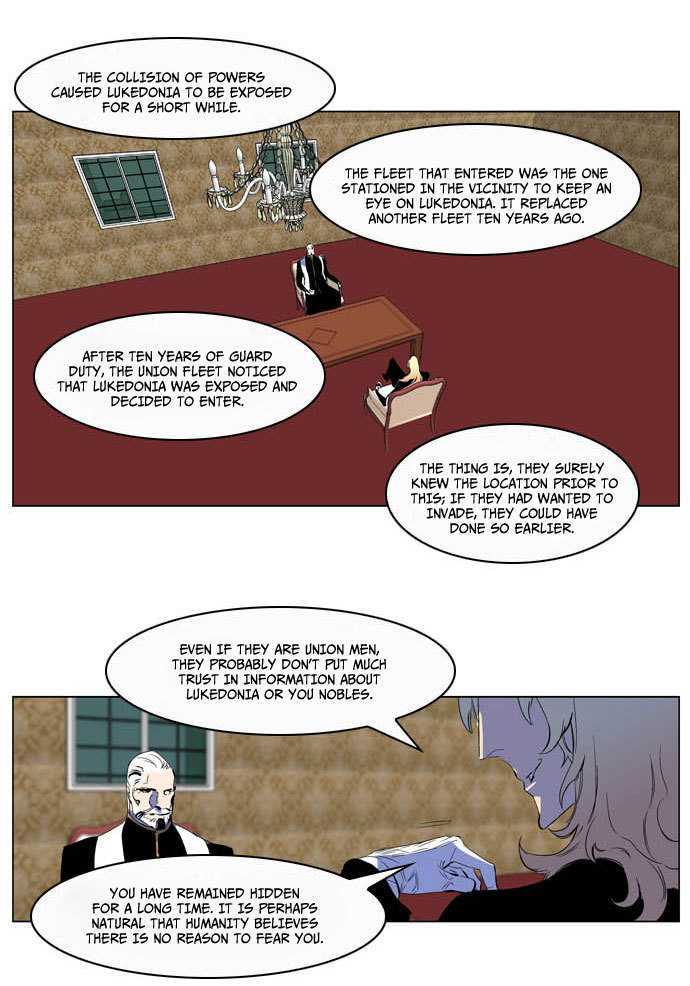 THE COLLISION OF POWERS
CAUSED LUKEDONIA TO BE EXPOSED
FOR A SHORT WHILE.
THE FLEET THAT ENTERED WAS THE ONE
STATIONED IN THE VICINITY TO KEEP AN
EYE ON LUKEDONIA. IT REPLACED
ANOTHER FLEET TEN YEARS AGO.
AFTER TEN YEARS OF GUARD
DUTY, THE UNION FLEET NOTICED
THAT LUKEDONIA WAS EXPOSED AND
DECIDED TO ENTER.
THE THING IS, THEY SURELY
KNEW THE LOCATION PRIOR TO
THIS; IF THEY HAD WANTED TO
INVADE, THEY COULD HAVE
DONE SO EARLIER.
EVEN IF THEY ARE UNION MEN,
THEY PROBABLY DON'T PUT MUCH
TRUST IN INFORMATION ABOUT
LUKEDONIA OR YOU NOBLES.
YOU HAVE REMAINED HIDDEN
FOR A LONG TIME. IT IS PERHAPS
NATURAL THAT HUMANITY BELIEVES
THERE IS NO REASON TO FEAR YOU.